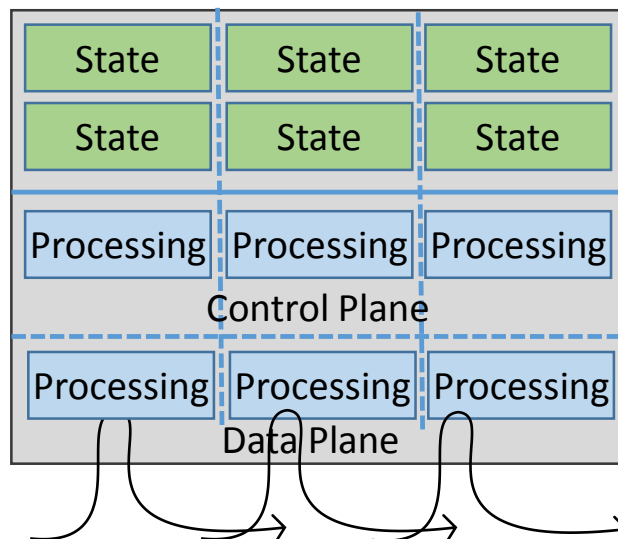 State State State
State State State
Processing Processing Processing
Control Plane
Processing Processing Processing
Data Plane